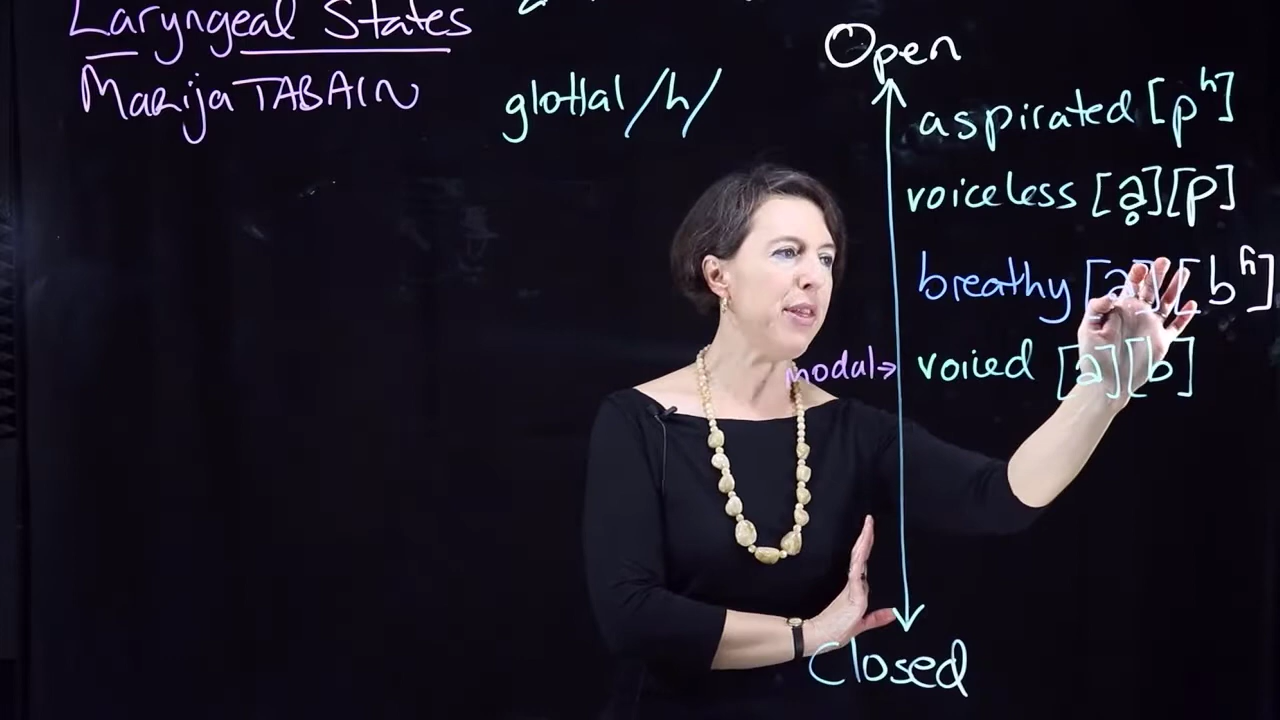 Laryngeal States
Marija TABAIN
glottal /h/
Open
aspirated [pʰ]
voiceless [ḁ][p]
breathy [a][bʱ]
modal→ voiced [a][b]
Closed